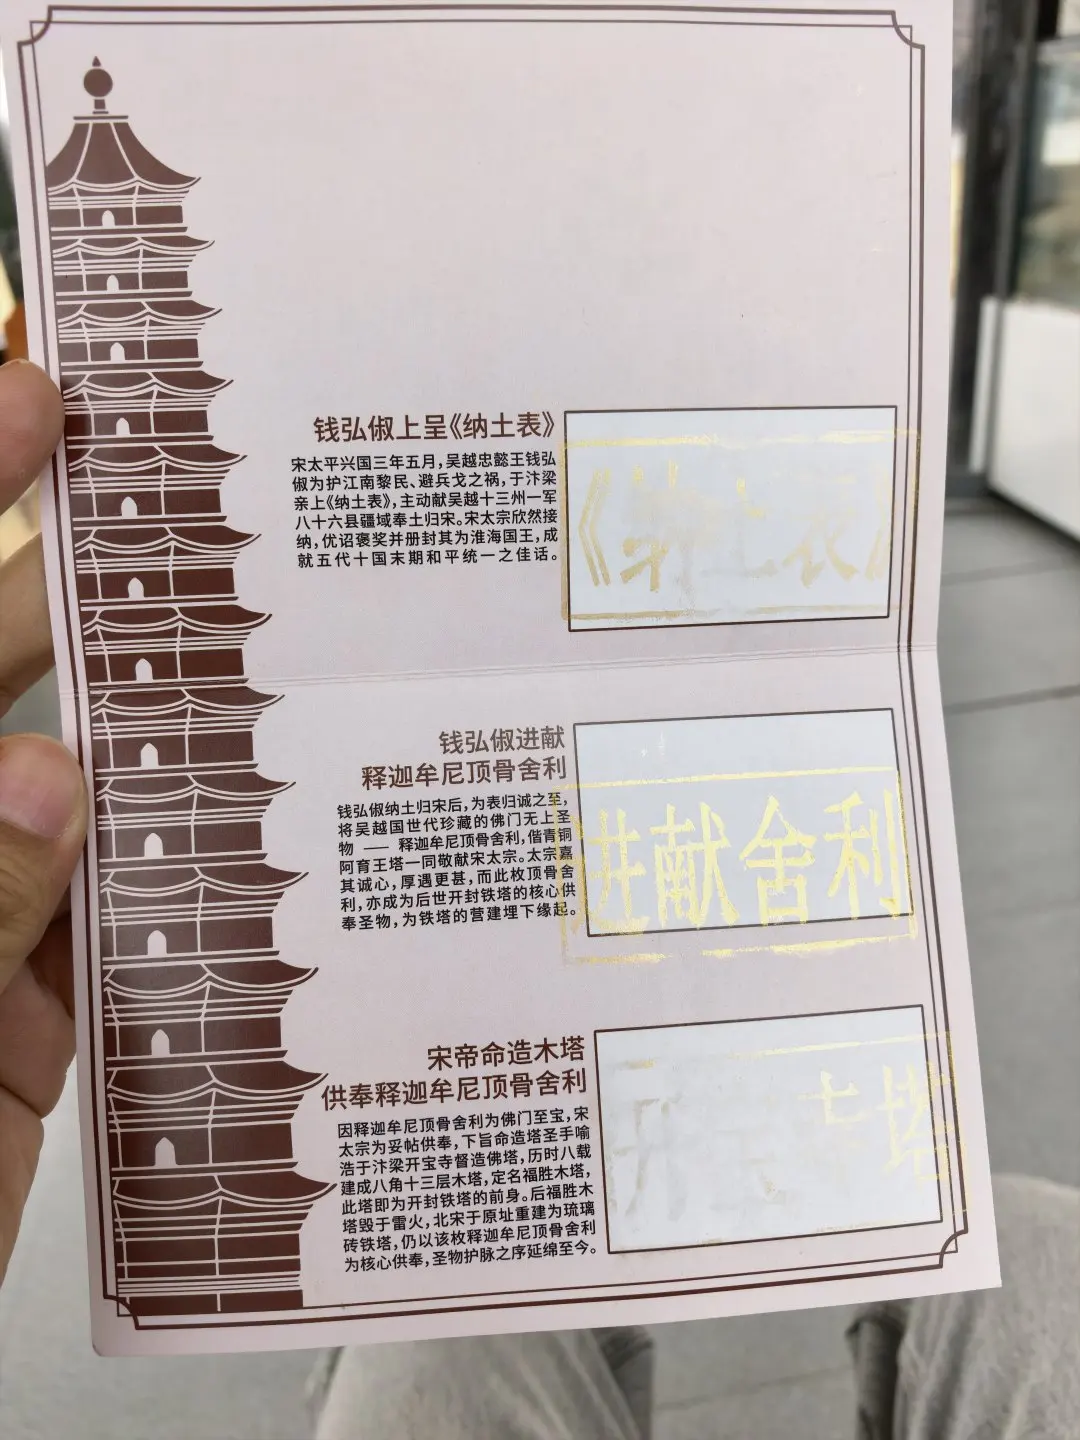 钱弘俶上呈《纳土表》
宋太平兴国三年五月,吴越忠懿王钱弘
俶为护江南黎民、避兵戈之祸,于汴梁
亲上《纳土表》,主动献吴越十三州一军
八十六县疆域奉土归宋。宋太宗欣然接
纳,优诏褒奖并册封其为淮海国王,成
就五代十国末期和平统一之佳话。
《纳土表》
钱弘俶进献
释迦牟尼顶骨舍利
钱弘俶纳土归宋后,为表归诚之至,
将吴越国世代珍藏的佛门无上圣
物 —— 释迦牟尼顶骨舍利,偕青铜
阿育王塔一同敬献宋太宗。太宗嘉
其诚心,厚遇更甚,而此枚顶骨舍
利,亦成为后世开封铁塔的核心供
奉圣物,为铁塔的营建埋下缘起。
进献舍利
宋帝命造木塔
供奉释迦牟尼顶骨舍利
因释迦牟尼顶骨舍利为佛门至宝,宋
太宗为妥帖供奉,下旨命造塔圣手喻
浩于汴梁开宝寺督造佛塔,历时八载
建成八角十三层木塔,定名福胜木塔,
此塔即为开封铁塔的前身。后福胜木
塔毁于雷火,北宋于原址重建为琉璃
砖铁塔,仍以该枚释迦牟尼顶骨舍利
为核心供奉,圣物护脉之序延绵至今。
塔